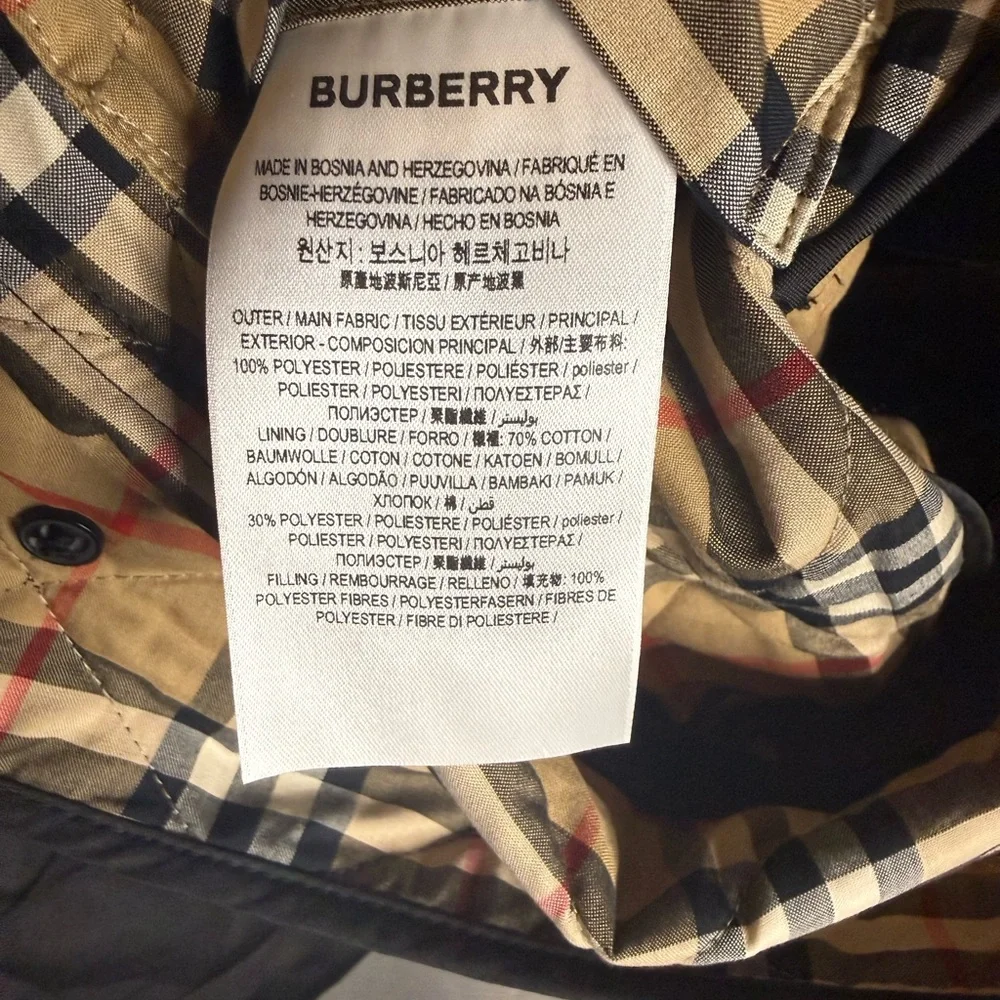 BURBERRY
MADE IN BOSNIA AND HERZEGOVINA / FABRIQUÉ EN
BOSNIE-HERZÉGOVINE / FABRICADO NA BÓSNIA E
HERZEGOVINA / HECHO EN BOSNIA
원산지 : 보스니아 헤르체고비나
原產地波斯尼亞 / 原产地波黑
OUTER / MAIN FABRIC / TISSU EXTÉRIEUR / PRINCIPAL /
EXTERIOR - COMPOSICION PRINCIPAL / 外部/主要布料:
100% POLYESTER / POLIESTERE / POLIÉSTER / poliester /
POLIESTER / POLYESTERI / ΠΟΛΥΕΣΤΕΡΑΣ /
ПОЛИЭСТЕР / 聚酯纖維 / بوليستر
LINING / DOUBLURE / FORRO / 裡襯: 70% COTTON /
BAUMWOLLE / COTON / COTONE / KATOEN / BOMULL /
ALGODÓN / ALGODÃO / PUUVILLA / BAMBAKI / PAMUK /
ХЛОПОК / 棉 / قطن
30% POLYESTER / POLIESTERE / POLIÉSTER / poliester /
POLIESTER / POLYESTERI / ΠΟΛΥΕΣΤΕΡΑΣ /
ПОЛИЭСТЕР / 聚酯纖維 / بوليستر
FILLING / REMBOURRAGE / RELLENO / 填充物: 100%
POLYESTER FIBRES / POLYESTERFASERN / FIBRES DE
POLYESTER / FIBRE DI POLIESTERE /